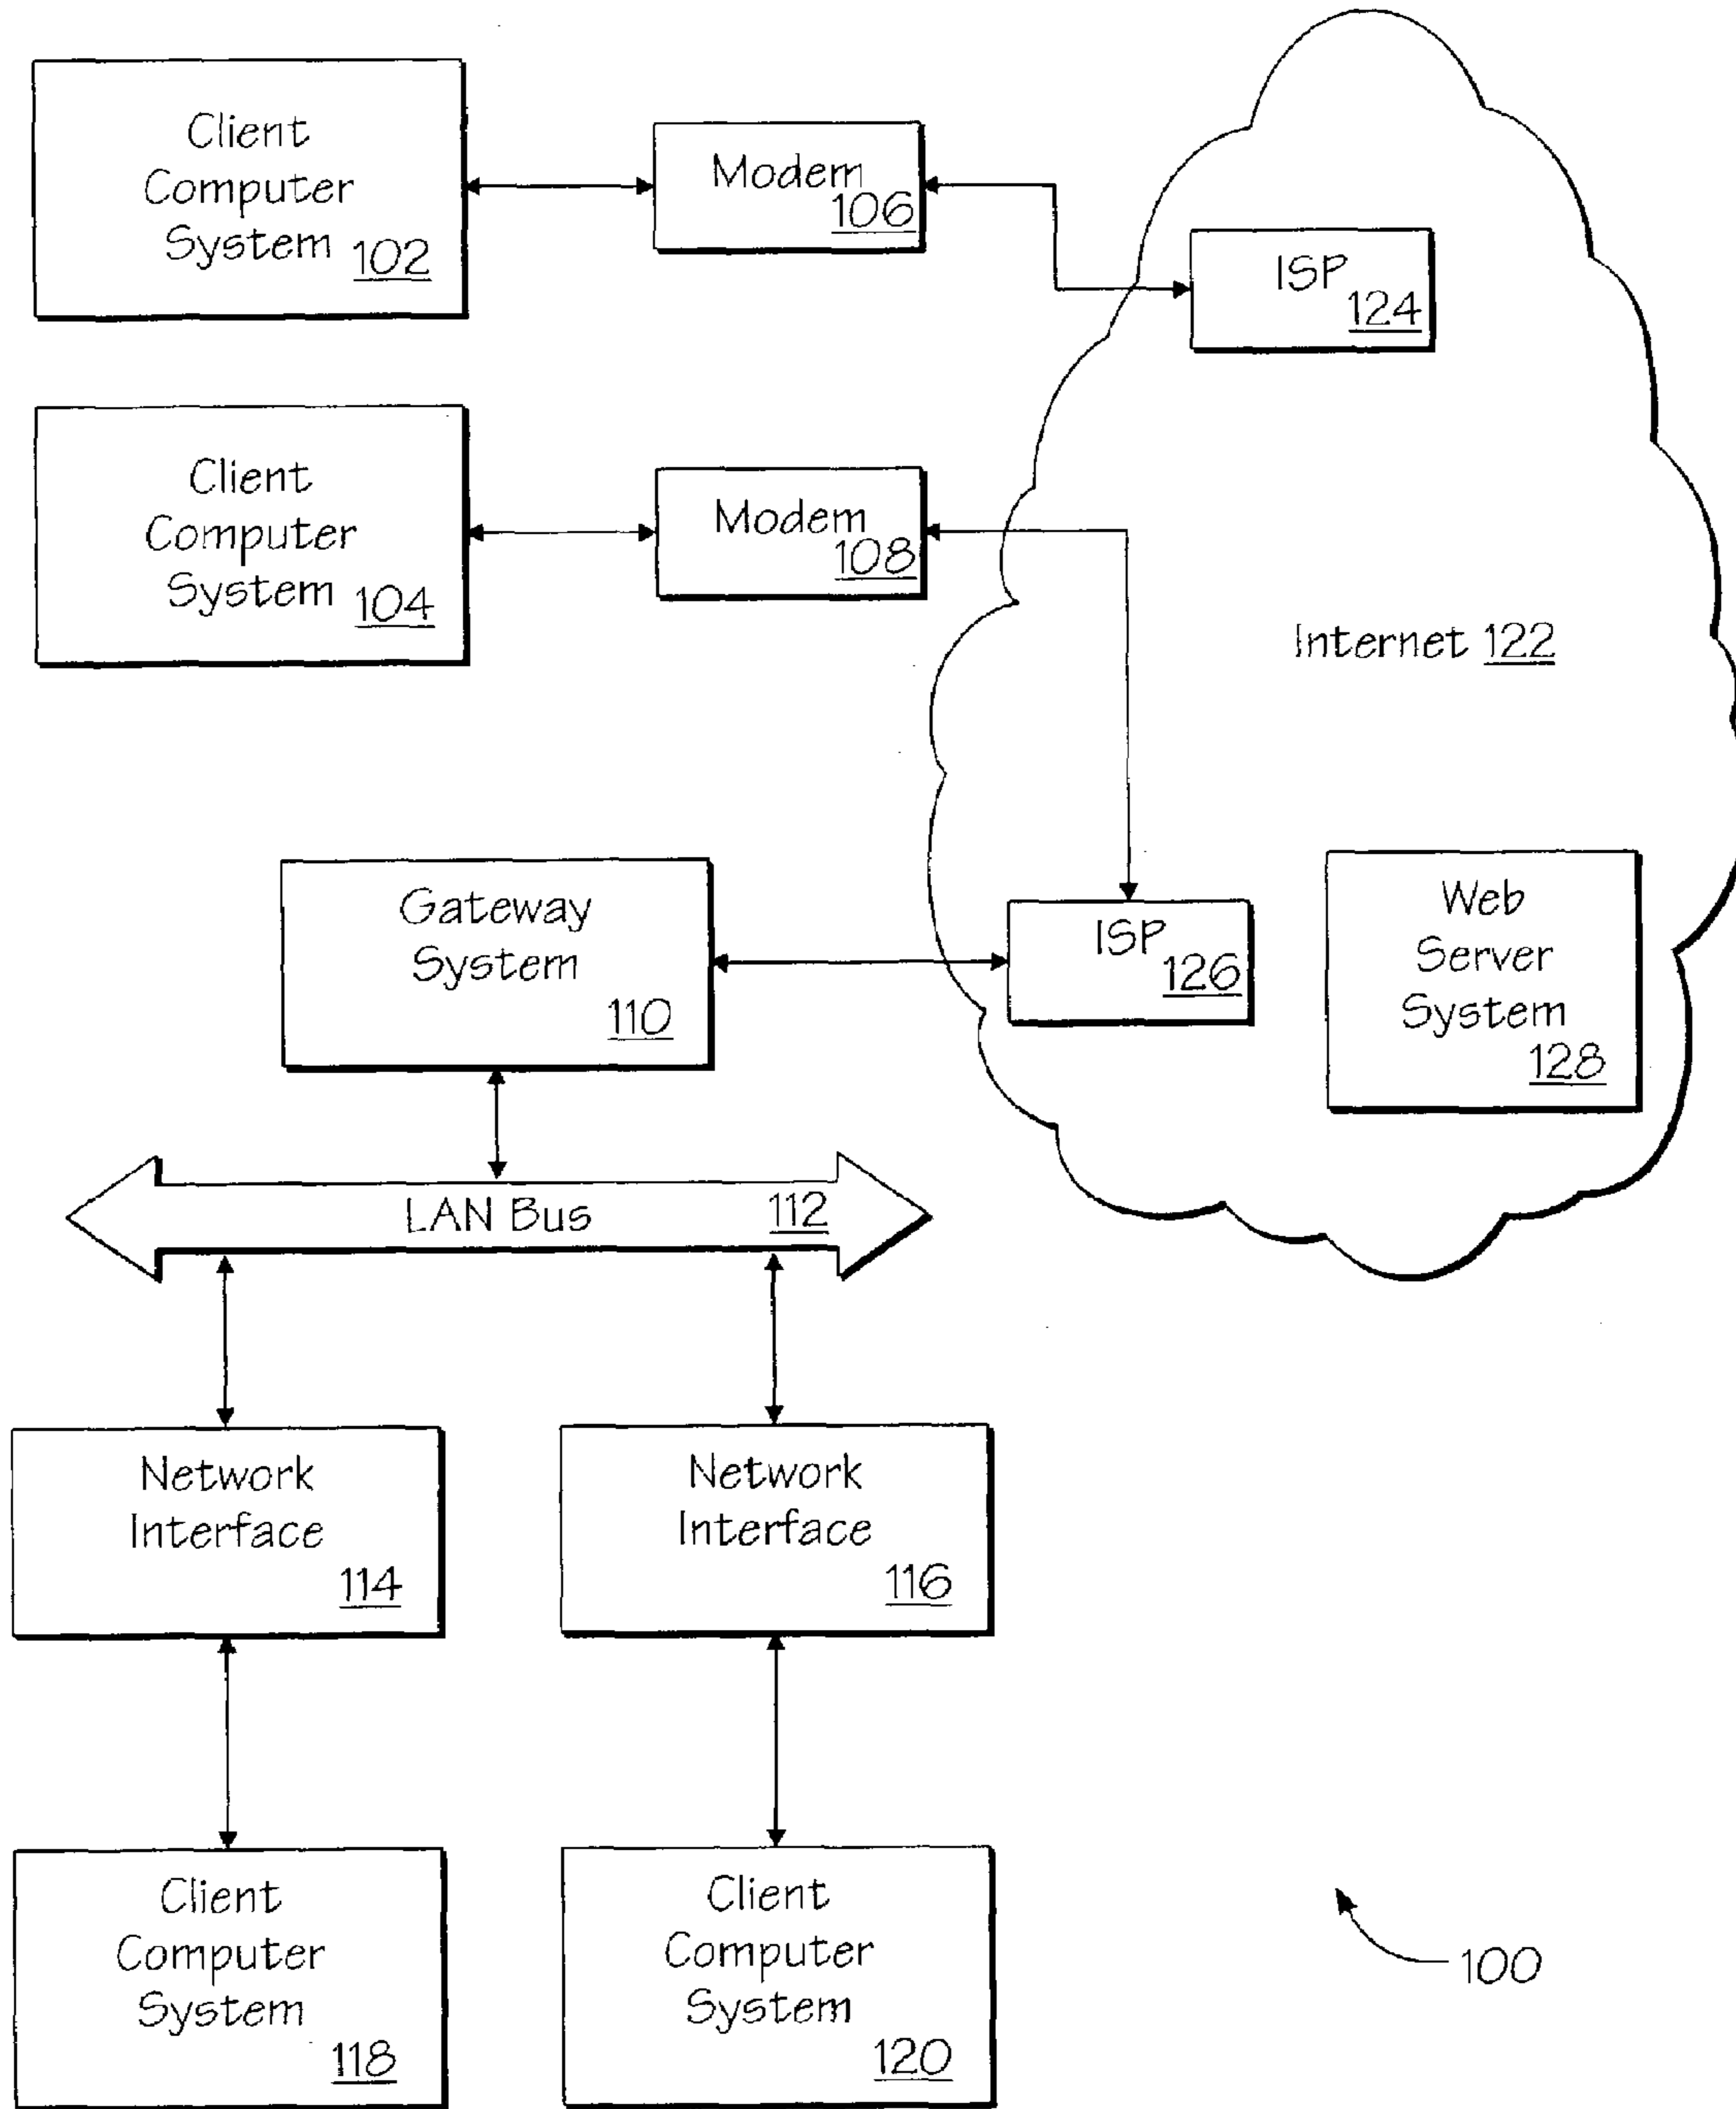 Client
Computer
System 102
Modem
106
ISP
124
Client
Computer
System 104
Modem
108
Internet 122
Gateway
System
110
ISP
126
Web
Server
System
128
LAN Bus 112
Network
Interface
114
Network
Interface
116
Client
Computer
System
118
Client
Computer
System
120
100